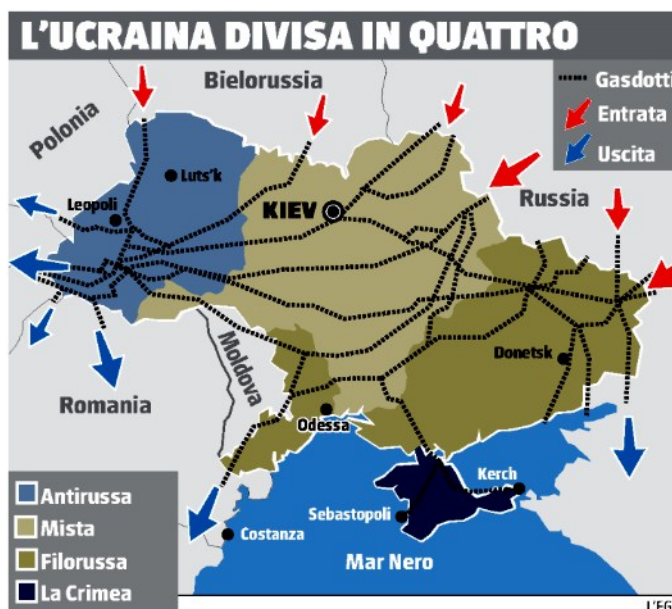 L'UCRAINA DIVISA IN QUATTRO
Gasdotti
Entrata
Uscita
Bielorussia
Polonia
Luts'k
Leopoli
KIEV
Russia
Moldova
Donetsk
Romania
Odessa
Kerch
Sebastopoli
Costanza
Mar Nero
Antirussa
Mista
Filorussa
La Crimea